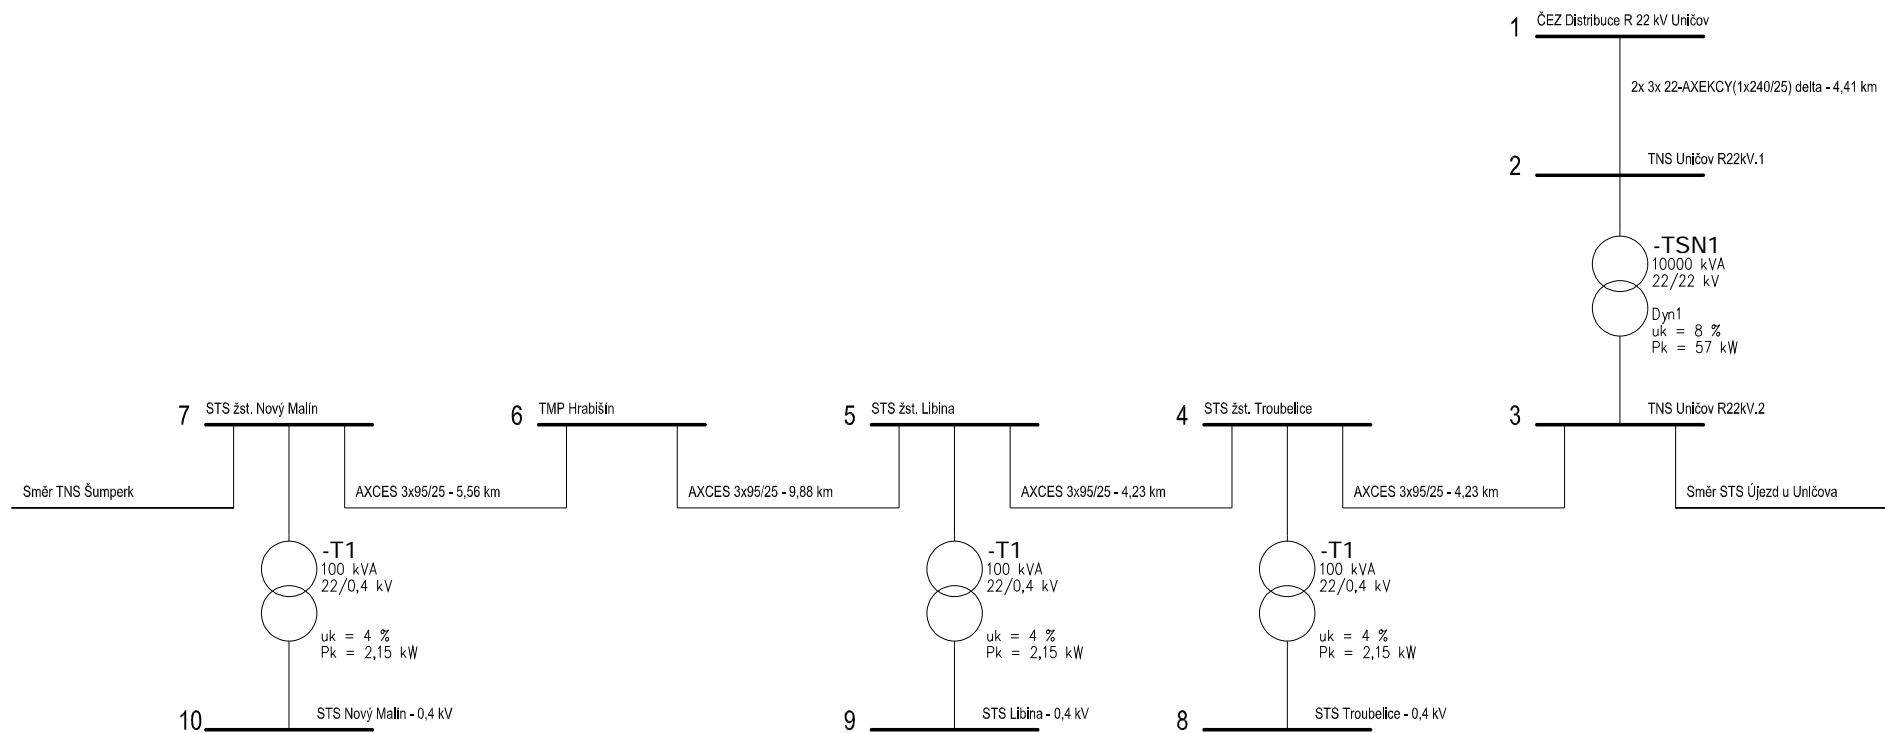 1
ČEZ Distribuce R 22 kV Uničov
2x 3x 22-AXEKCY(1x240/25) delta - 4,41 km
2
TNS Uničov R22kV.1
-TSN1
10000 kVA
22/22 kV
Dyn1
uk = 8 %
Pk = 57 kW
7
STS žst. Nový Malín
6
TMP Hrabišín
5
STS žst. Libina
4
STS žst. Troubelice
3
TNS Uničov R22kV.2
Směr TNS Šumperk
AXCES 3x95/25 - 5,56 km
AXCES 3x95/25 - 9,88 km
AXCES 3x95/25 - 4,23 km
AXCES 3x95/25 - 4,23 km
Směr STS Újezd u Uničova
-T1
100 kVA
22/0,4 kV
uk = 4 %
Pk = 2,15 kW
-T1
100 kVA
22/0,4 kV
uk = 4 %
Pk = 2,15 kW
-T1
100 kVA
22/0,4 kV
uk = 4 %
Pk = 2,15 kW
10
STS Nový Malín - 0,4 kV
9
STS Libina - 0,4 kV
8
STS Troubelice - 0,4 kV